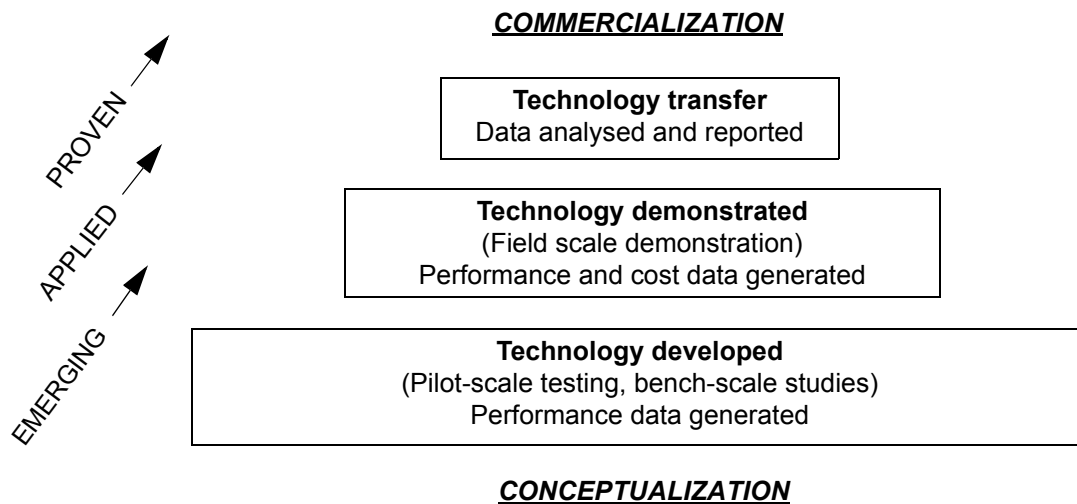 COMMERCIALIZATION
PROVEN
Technology transfer
Data analysed and reported
APPLIED
Technology demonstrated
(Field scale demonstration)
Performance and cost data generated
EMERGING
Technology developed
(Pilot-scale testing, bench-scale studies)
Performance data generated
CONCEPTUALIZATION